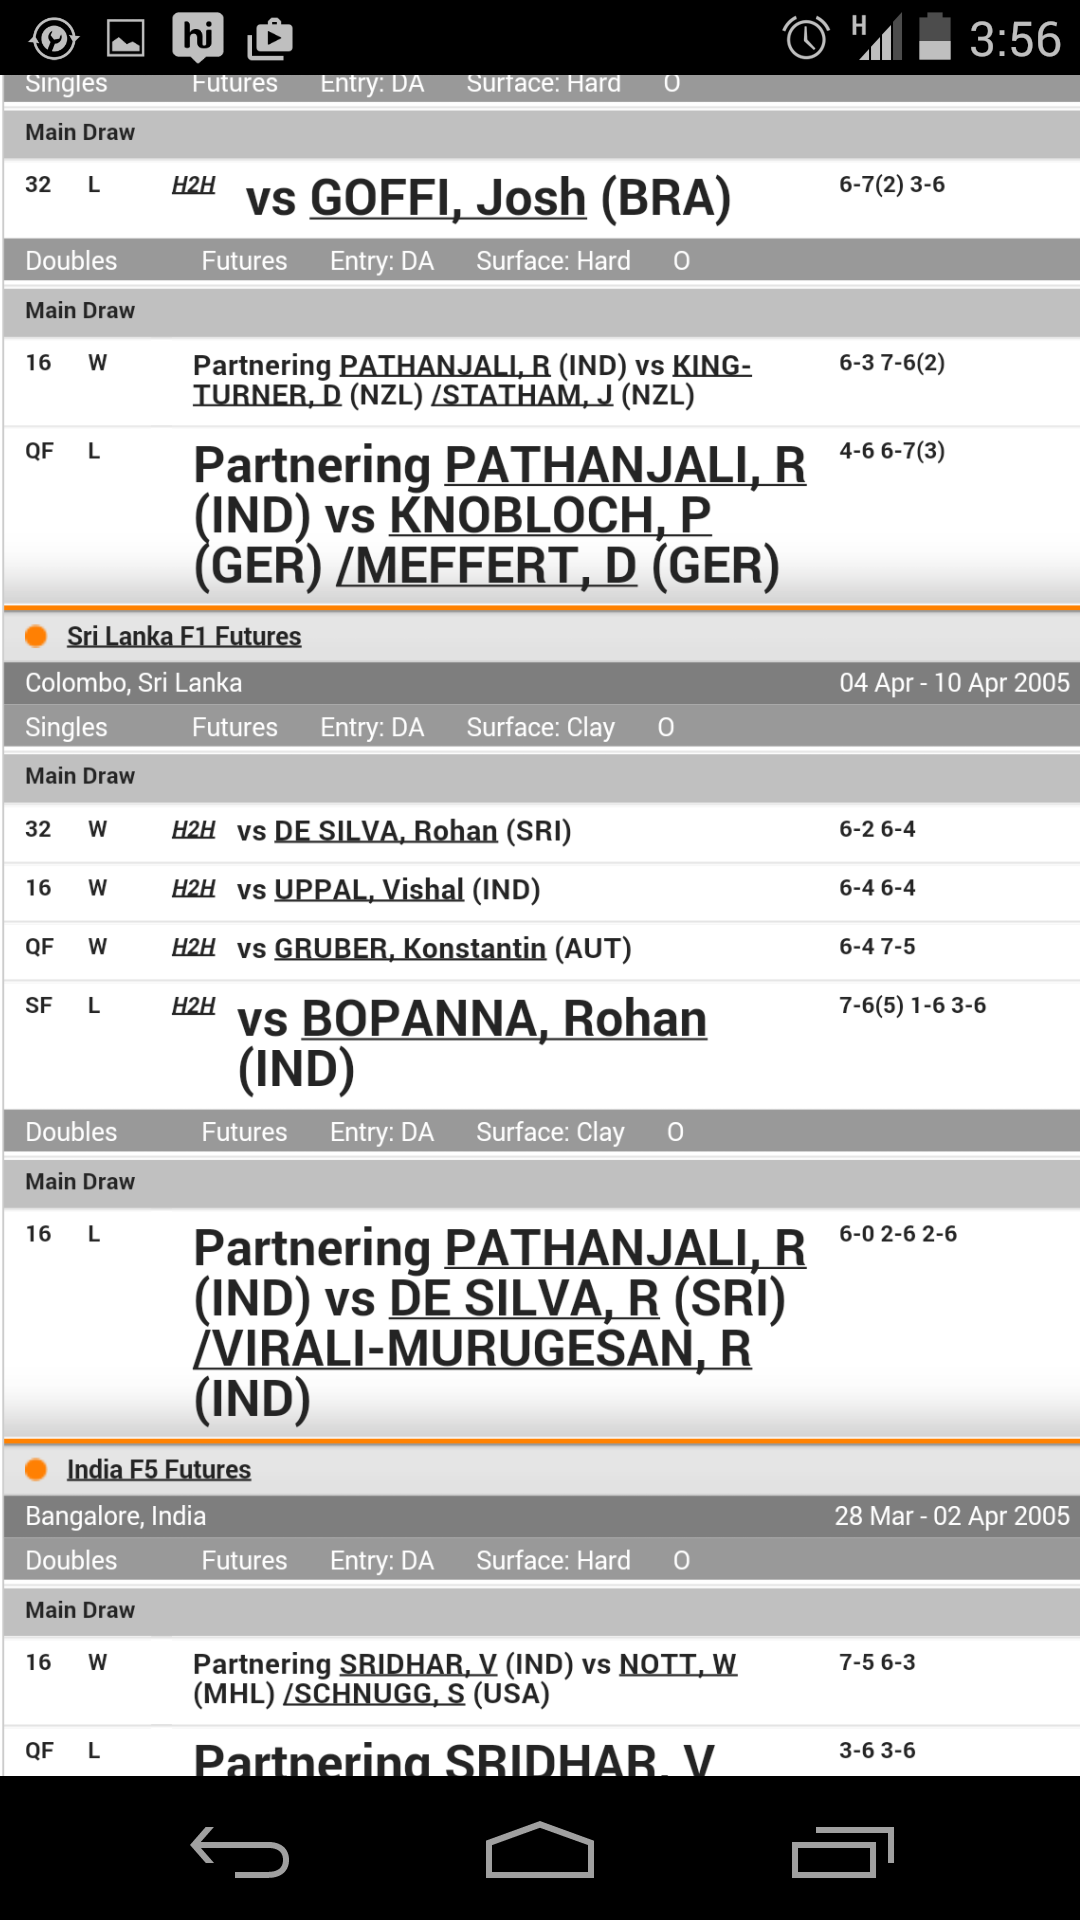 hi H 3:56
Singles Futures Entry: DA Surface: Hard O
Main Draw
32 L H2H vs GOFFI, Josh (BRA) 6-7(2) 3-6
Doubles Futures Entry: DA Surface: Hard O
Main Draw
16 W Partnering PATHANJALI, R (IND) vs KING- 6-3 7-6(2)
TURNER, D (NZL) /STATHAM, J (NZL)
QF L Partnering PATHANJALI, R 4-6 6-7(3)
(IND) vs KNOBLOCH, P
(GER) /MEFFERT, D (GER)
Sri Lanka F1 Futures
Colombo, Sri Lanka 04 Apr - 10 Apr 2005
Singles Futures Entry: DA Surface: Clay O
Main Draw
32 W H2H vs DE SILVA, Rohan (SRI) 6-2 6-4
16 W H2H vs UPPAL, Vishal (IND) 6-4 6-4
QF W H2H vs GRUBER, Konstantin (AUT) 6-4 7-5
SF L H2H vs BOPANNA, Rohan 7-6(5) 1-6 3-6
(IND)
Doubles Futures Entry: DA Surface: Clay O
Main Draw
16 L Partnering PATHANJALI, R 6-0 2-6 2-6
(IND) vs DE SILVA, R (SRI)
/VIRALI-MURUGESAN, R
(IND)
India F5 Futures
Bangalore, India 28 Mar - 02 Apr 2005
Doubles Futures Entry: DA Surface: Hard O
Main Draw
16 W Partnering SRIDHAR, V (IND) vs NOTT, W 7-5 6-3
(MHL) /SCHNUGG, S (USA)
QF L Partnering SRIDHAR, V 3-6 3-6